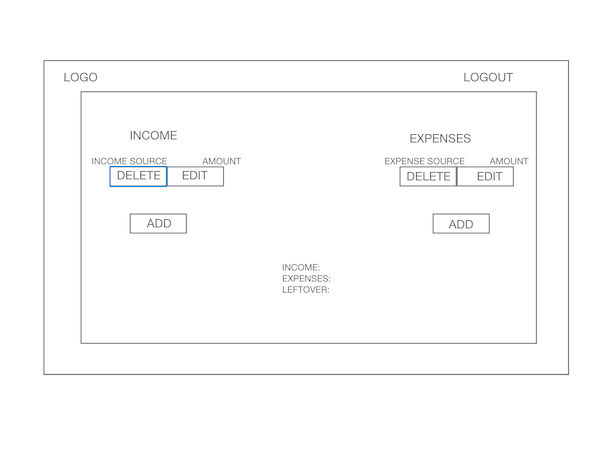 LOGO LOGOUT
INCOME
EXPENSES
INCOME SOURCE AMOUNT
EXPENSE SOURCE AMOUNT
DELETE EDIT
DELETE EDIT
ADD
ADD
INCOME:
EXPENSES:
LEFTOVER: